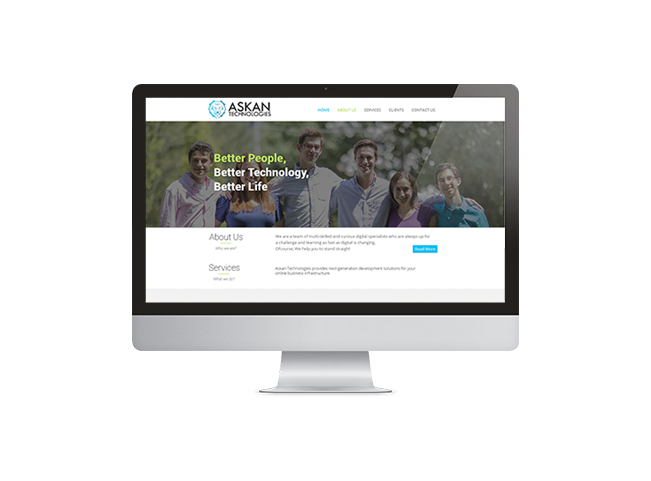 ASKAN
TECHNOLOGIES
HOME ABOUT US SERVICES CLIENTS CONTACT US
Better People,
Better Technology,
Better Life
About Us
Who we are?
We are a team of multi-skilled and curious digital specialists who are always up for
a challenge and learning as fast as digital is changing.
Of course, We help you to stand straight
Read More
Services
What we do?
Askan Technologies provides next-generation development solutions for your
online business infrastructure.